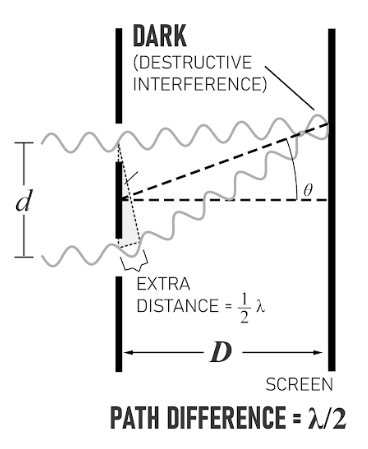 DARK
(DESTRUCTIVE
INTERFERENCE)
d
θ
EXTRA
DISTANCE = 1/2 λ
D
SCREEN
PATH DIFFERENCE = λ/2